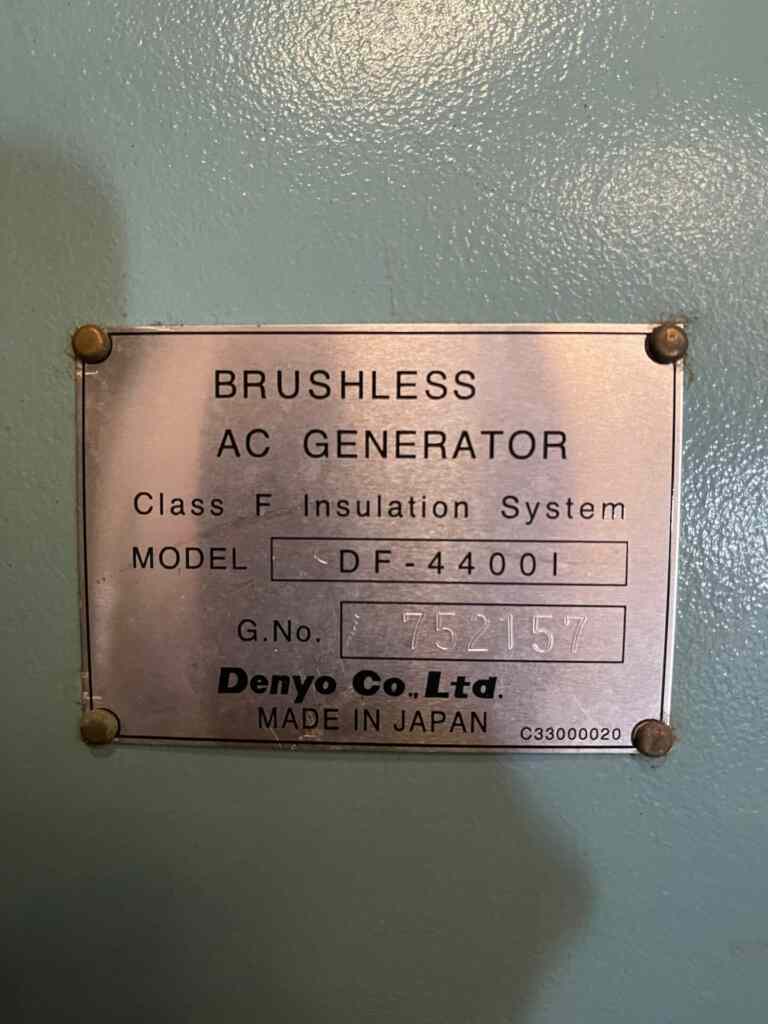 BRUSHLESS
AC GENERATOR
Class F Insulation System
MODEL DF-4400I
G.No. 752157
Denyo Co.,Ltd.
MADE IN JAPAN C33000020